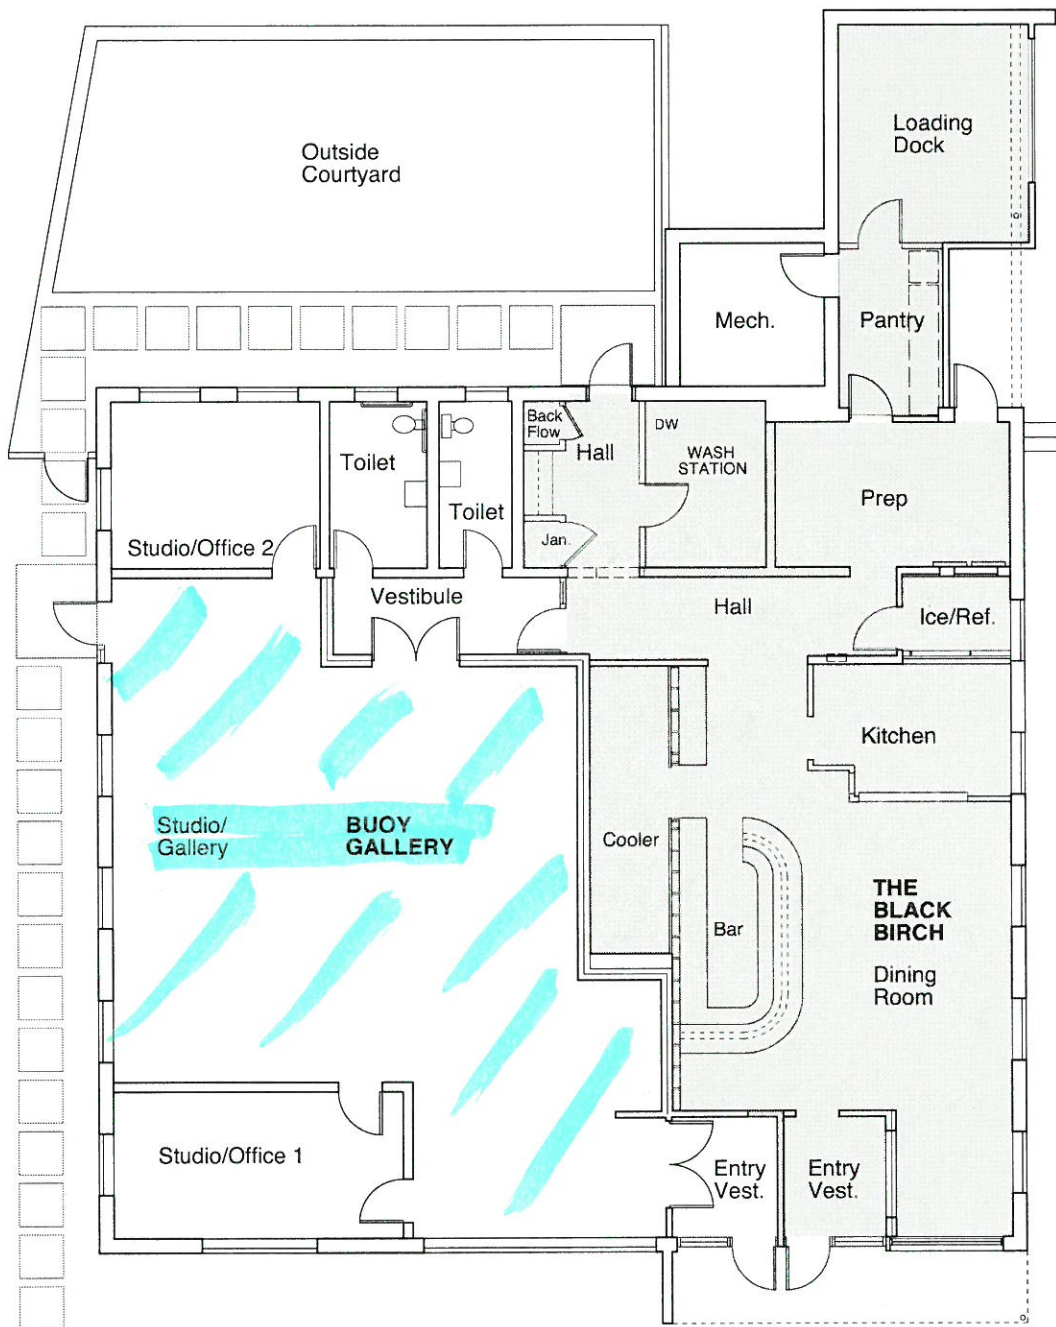 Outside
Courtyard
Loading
Dock
Mech.
Pantry
Back
Flow
Hall
DW
WASH
STATION
Toilet
Toilet
Prep
Studio/Office 2
Jan.
Vestibule
Hall
Ice/Ref.
Kitchen
Studio/
Gallery
BUOY
GALLERY
Cooler
Bar
THE
BLACK
BIRCH
Dining
Room
Studio/Office 1
Entry
Vest.
Entry
Vest.